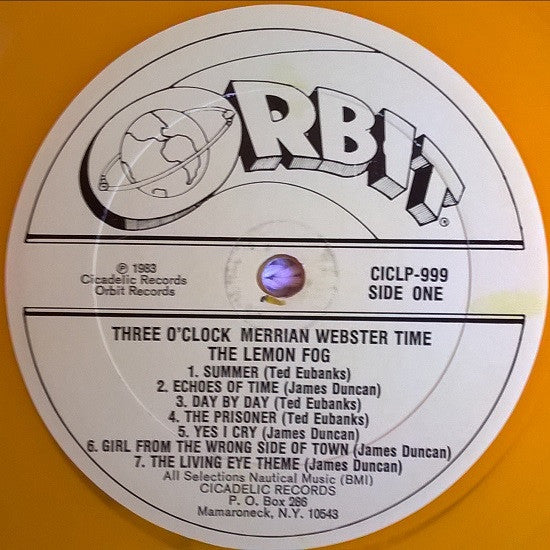 ORBIT®
℗ 1983
Cicadelic Records
Orbit Records
CICLP-999
SIDE ONE
THREE O'CLOCK MERRIAN WEBSTER TIME
THE LEMON FOG
1. SUMMER (Ted Eubanks)
2. ECHOES OF TIME (James Duncan)
3. DAY BY DAY (Ted Eubanks)
4. THE PRISONER (Ted Eubanks)
5. YES I CRY (James Duncan)
6. GIRL FROM THE WRONG SIDE OF TOWN (James Duncan)
7. THE LIVING EYE THEME (James Duncan)
All Selections Nautical Music (BMI)
CICADELIC RECORDS
P. O. Box 286
Mamaroneck, N.Y. 10543